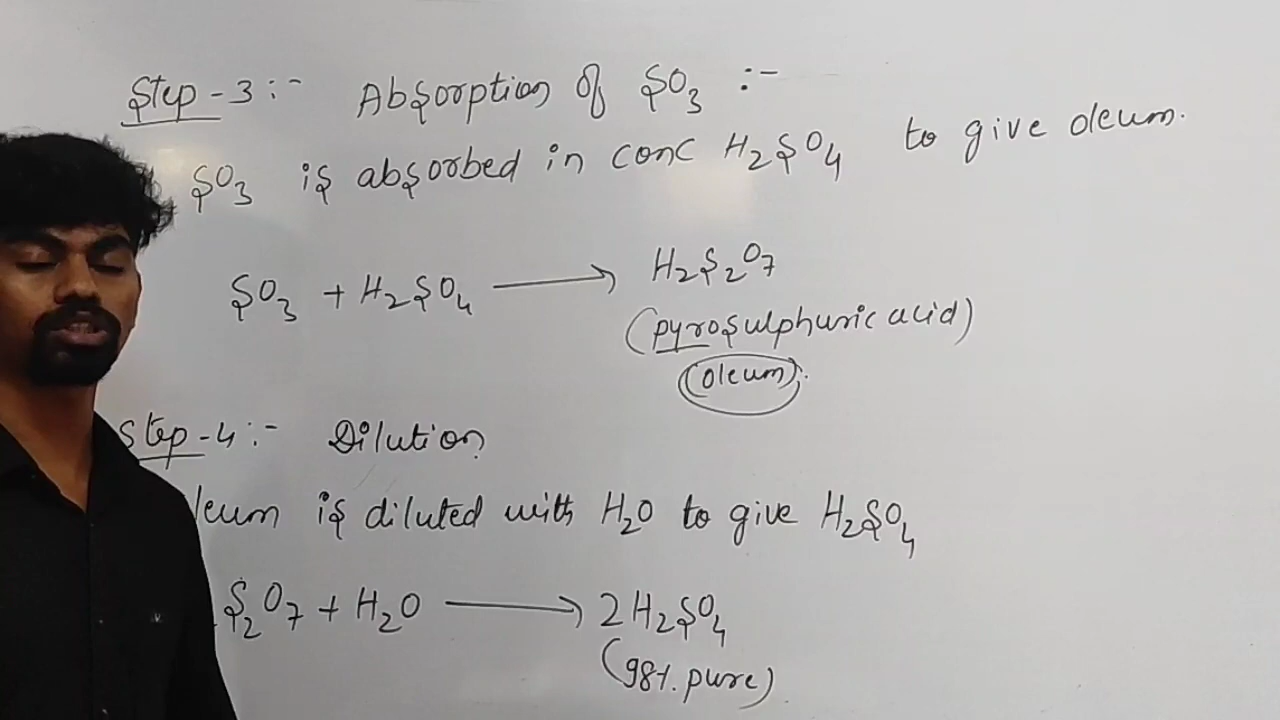 Step-3:- Absorption of SO3 :-
SO3 is absorbed in conc H2SO4 to give oleum.
SO3 + H2SO4 ⟶ H2S2O7
(pyrosulphuric acid)
(oleum).
Step-4:- Dilution
leum is diluted with H2O to give H2SO4
S2O7 + H2O ⟶ 2H2SO4
(98%. pure)